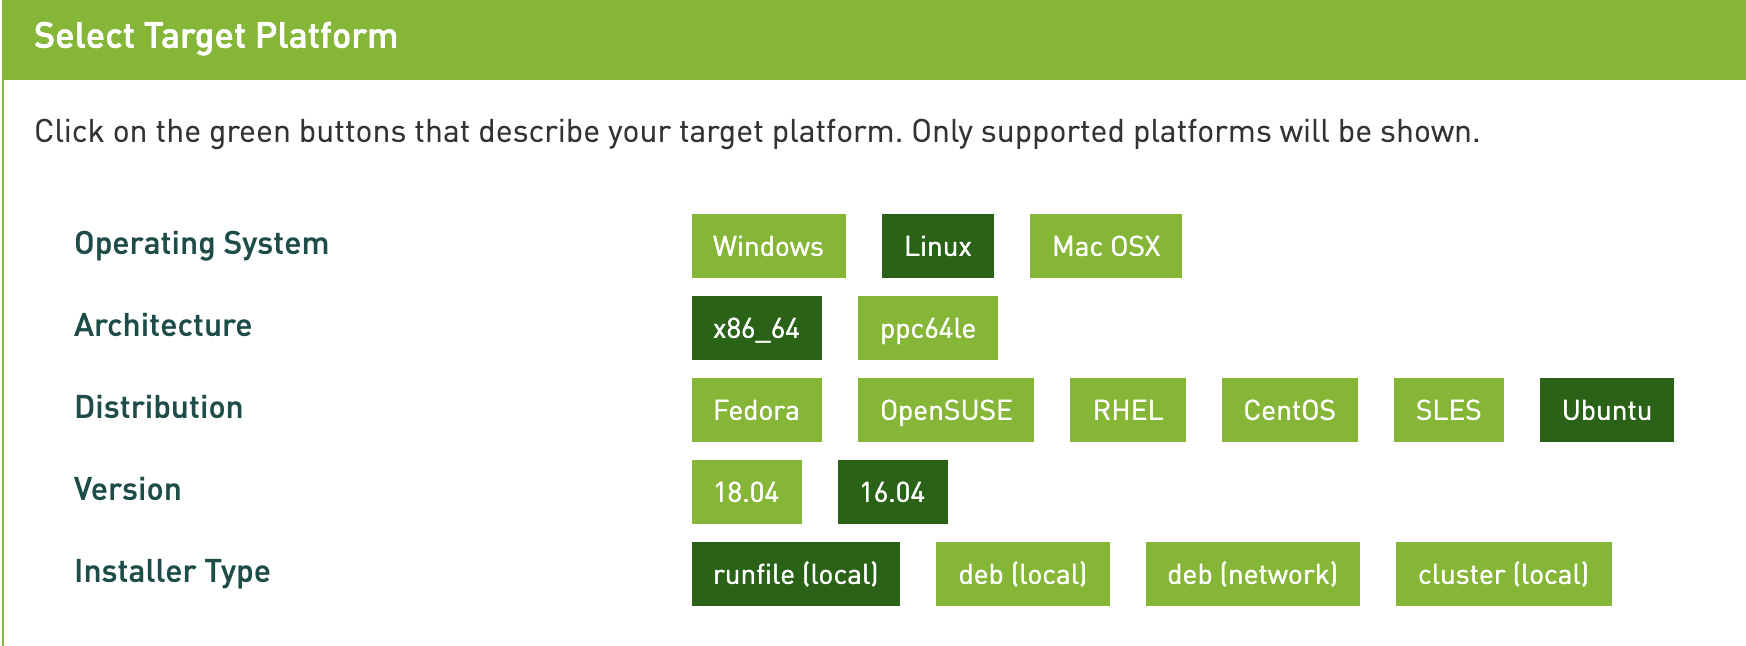 Select Target Platform
Click on the green buttons that describe your target platform. Only supported platforms will be shown.
Operating System Windows Linux Mac OSX
Architecture x86_64 ppc64le
Distribution Fedora OpenSUSE RHEL CentOS SLES Ubuntu
Version 18.04 16.04
Installer Type runfile (local) deb (local) deb (network) cluster (local)